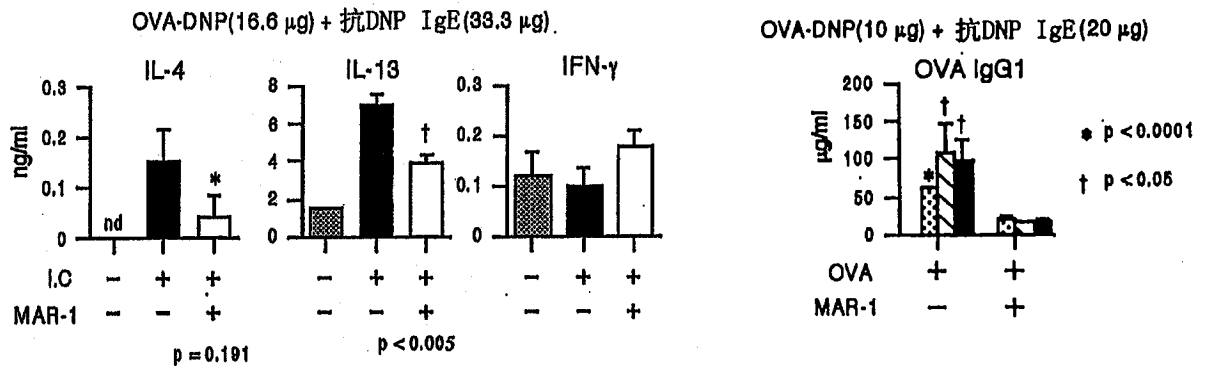 OVA-DNP(16.6 μg) + 抗DNP IgE(33.3 μg).
IL-4
IL-13
IFN-γ
ng/ml
0.3
0.2
0.1
0
8
6
4
2
0
0.3
0.2
0.1
0
nd
*
†
I.C - + + - + + - + +
MAR-1 - - + - - + - - +
p=0.191
p<0.005
OVA-DNP(10 μg) + 抗DNP IgE(20 μg)
OVA IgG1
μg/ml
200
150
100
50
0
* † †
OVA + +
MAR-1 - +
* p<0.0001
† p<0.05